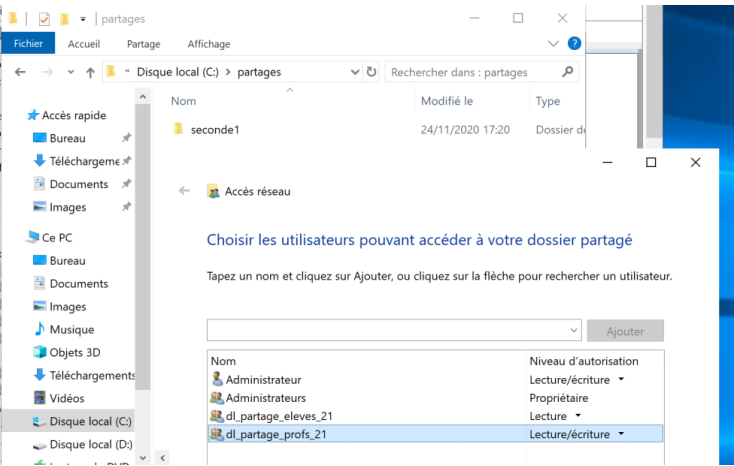 partages
Fichier Accueil Partage Affichage
Disque local (C:) > partages
Rechercher dans : partages
Nom Modifié le Type
seconde1 24/11/2020 17:20 Dossier de
Accès rapide
Bureau
Téléchargeme
Documents
Images
Ce PC
Bureau
Documents
Images
Musique
Objets 3D
Téléchargements
Vidéos
Disque local (C:)
Disque local (D:)
Accès réseau
Choisir les utilisateurs pouvant accéder à votre dossier partagé
Tapez un nom et cliquez sur Ajouter, ou cliquez sur la flèche pour rechercher un utilisateur.
Ajouter
Nom Niveau d'autorisation
Administrateur Lecture/écriture
Administrateurs Propriétaire
dl_partage_eleves_21 Lecture
dl_partage_profs_21 Lecture/écriture